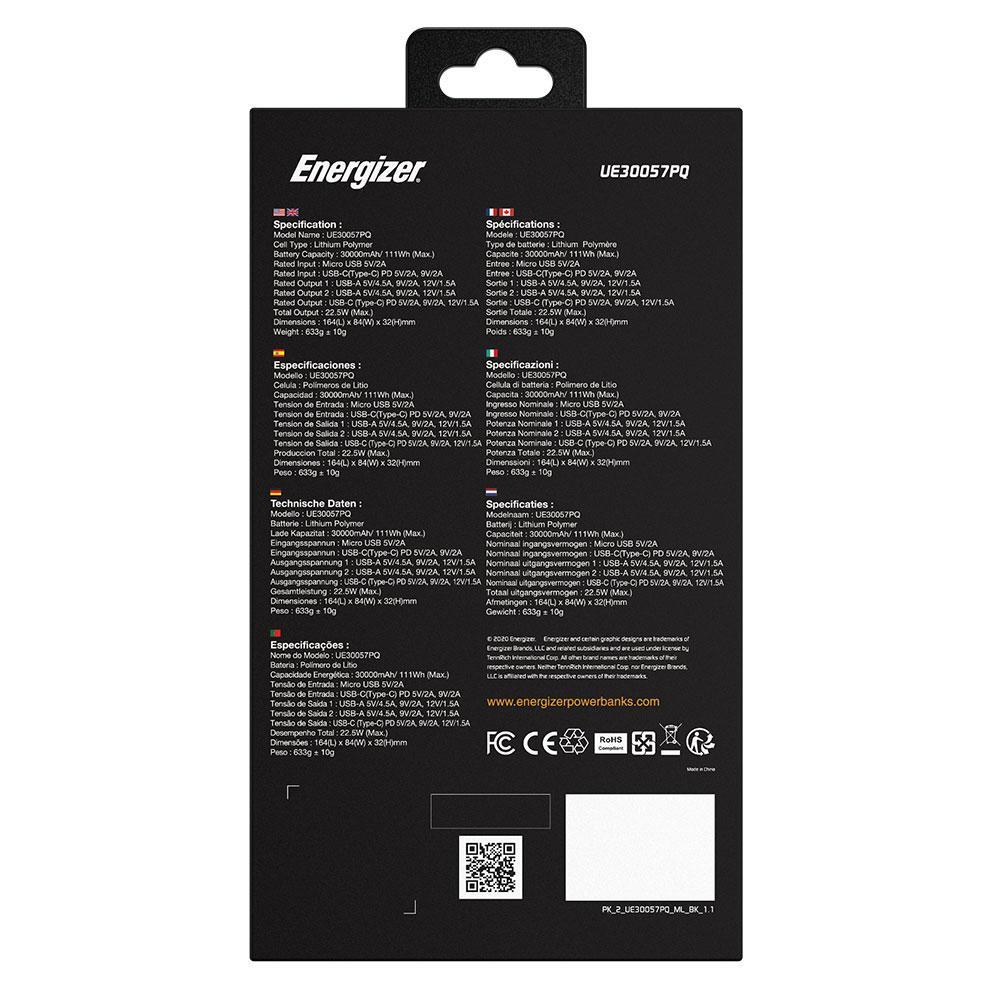 Energizer.
UE30057PQ
Specification :
Model Name : UE30057PQ
Cell Type : Lithium Polymer
Battery Capacity : 30000mAh/ 111Wh (Max.)
Rated Input : Micro USB 5V/2A
Rated Input : USB-C(Type-C) PD 5V/2A, 9V/2A
Rated Output 1 : USB-A 5V/4.5A, 9V/2A, 12V/1.5A
Rated Output 2 : USB-A 5V/4.5A, 9V/2A, 12V/1.5A
Rated Output : USB-C (Type-C) PD 5V/2A, 9V/2A, 12V/1.5A
Total Output : 22.5W (Max.)
Dimensions : 164(L) x 84(W) x 32(H)mm
Weight : 633g ± 10g
Spécifications :
Modele : UE30057PQ
Type de batterie : Lithium Polymère
Capacite : 30000mAh/ 111Wh (Max.)
Entree : Micro USB 5V/2A
Entree : USB-C(Type-C) PD 5V/2A, 9V/2A
Sortie 1 : USB-A 5V/4.5A, 9V/2A, 12V/1.5A
Sortie 2 : USB-A 5V/4.5A, 9V/2A, 12V/1.5A
Sortie : USB-C (Type-C) PD 5V/2A, 9V/2A, 12V/1.5A
Sortie Totale : 22.5W (Max.)
Dimensions : 164(L) x 84(W) x 32(H)mm
Poids : 633g ± 10g
Especificaciones :
Modello : UE30057PQ
Celula : Polímeros de Litio
Capacidad : 30000mAh/ 111Wh (Max.)
Tension de Entrada : Micro USB 5V/2A
Tension de Entrada : USB-C(Type-C) PD 5V/2A, 9V/2A
Tension de Salida 1 : USB-A 5V/4.5A, 9V/2A, 12V/1.5A
Tension de Salida 2 : USB-A 5V/4.5A, 9V/2A, 12V/1.5A
Tension de Salida : USB-C (Type-C) PD 5V/2A, 9V/2A, 12V/1.5A
Produccion Total : 22.5W (Max.)
Dimensiones : 164(L) x 84(W) x 32(H)mm
Peso : 633g ± 10g
Specificazioni :
Modello : UE30057PQ
Cellula di batteria : Polimero de Litio
Capacita : 30000mAh/ 111Wh (Max.)
Ingresso Nominale : Micro USB 5V/2A
Ingresso Nominale : USB-C(Type-C) PD 5V/2A, 9V/2A
Potenza Nominale 1 : USB-A 5V/4.5A, 9V/2A, 12V/1.5A
Potenza Nominale 2 : USB-A 5V/4.5A, 9V/2A, 12V/1.5A
Potenza Nominale : USB-C (Type-C) PD 5V/2A, 9V/2A, 12V/1.5A
Potenza Totale : 22.5W (Max.)
Dimenssioni : 164(L) x 84(W) x 32(H)mm
Peso : 633g ± 10g
Technische Daten :
Modello : UE30057PQ
Batterie : Lithium Polymer
Lade Kapazitat : 30000mAh/ 111Wh (Max.)
Eingangsspannun : Micro USB 5V/2A
Eingangsspannun : USB-C(Type-C) PD 5V/2A, 9V/2A
Ausgangsspannung 1 : USB-A 5V/4.5A, 9V/2A, 12V/1.5A
Ausgangsspannung 2 : USB-A 5V/4.5A, 9V/2A, 12V/1.5A
Ausgangsspannung : USB-C (Type-C) PD 5V/2A, 9V/2A, 12V/1.5A
Gesamtleistung : 22.5W (Max.)
Dimensiones : 164(L) x 84(W) x 32(H)mm
Peso : 633g ± 10g
Specificaties :
Modelnaam : UE30057PQ
Batterij : Lithium Polymer
Capaciteit : 30000mAh/ 111Wh (Max.)
Nominaal ingangsvermogen : Micro USB 5V/2A
Nominaal ingangsvermogen : USB-C(Type-C) PD 5V/2A, 9V/2A
Nominaal uitgangsvermogen 1 : USB-A 5V/4.5A, 9V/2A, 12V/1.5A
Nominaal uitgangsvermogen 2 : USB-A 5V/4.5A, 9V/2A, 12V/1.5A
Nominaal uitgangsvermogen : USB-C (Type-C) PD 5V/2A, 9V/2A, 12V/1.5A
Totaal uitgangsvermogen : 22.5W (Max.)
Afmetingen : 164(L) x 84(W) x 32(H)mm
Gewicht : 633g ± 10g
Especificações :
Nome do Modelo : UE30057PQ
Bateria : Polímero de Lítio
Capacidade Energética : 30000mAh/ 111Wh (Max.)
Tensão de Entrada : Micro USB 5V/2A
Tensão de Entrada : USB-C(Type-C) PD 5V/2A, 9V/2A
Tensão de Saída 1 : USB-A 5V/4.5A, 9V/2A, 12V/1.5A
Tensão de Saída 2 : USB-A 5V/4.5A, 9V/2A, 12V/1.5A
Tensão de Saída : USB-C (Type-C) PD 5V/2A, 9V/2A, 12V/1.5A
Desempenho Total : 22.5W (Max.)
Dimensões : 164(L) x 84(W) x 32(H)mm
Peso : 633g ± 10g
© 2020 Energizer. Energizer and certain graphic designs are trademarks of
Energizer Brands, LLC and related subsidiaries and are used under license by
TennRich International Corp. All other brand names are trademarks of their
respective owners. Neither TennRich International Corp. nor Energizer Brands,
LLC is affiliated with the respective owners of their trademarks.
www.energizerpowerbanks.com
FC CE RoHS
Compliant
Made in China
PK_2_UE30057PQ_ML_BK_1.1